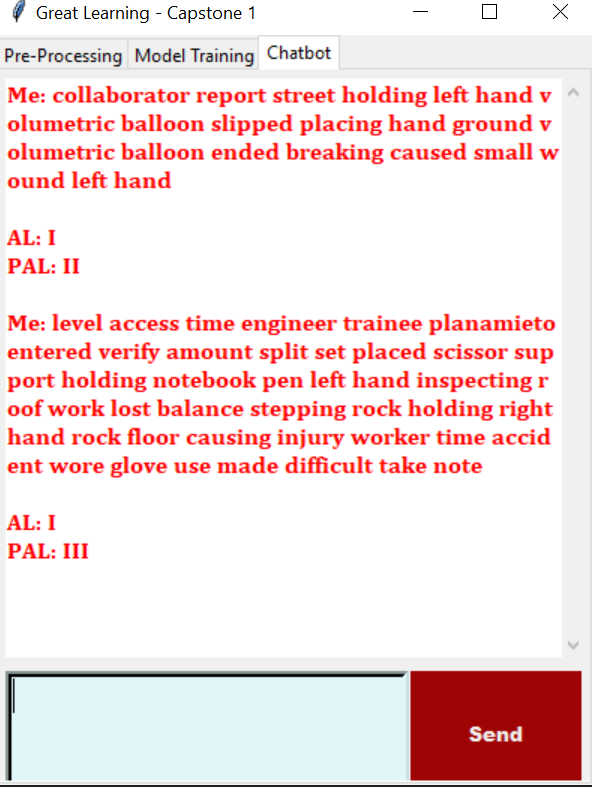 Great Learning - Capstone 1
Pre-Processing Model Training Chatbot
Me: collaborator report street holding left hand v
olumetric balloon slipped placing hand ground v
olumetric balloon ended breaking caused small w
ound left hand
AL: I
PAL: II
Me: level access time engineer trainee planamieto
entered verify amount split set placed scissor sup
port holding notebook pen left hand inspecting r
oof work lost balance stepping rock holding right
hand rock floor causing injury worker time accid
ent wore glove use made difficult take note
AL: I
PAL: III
Send